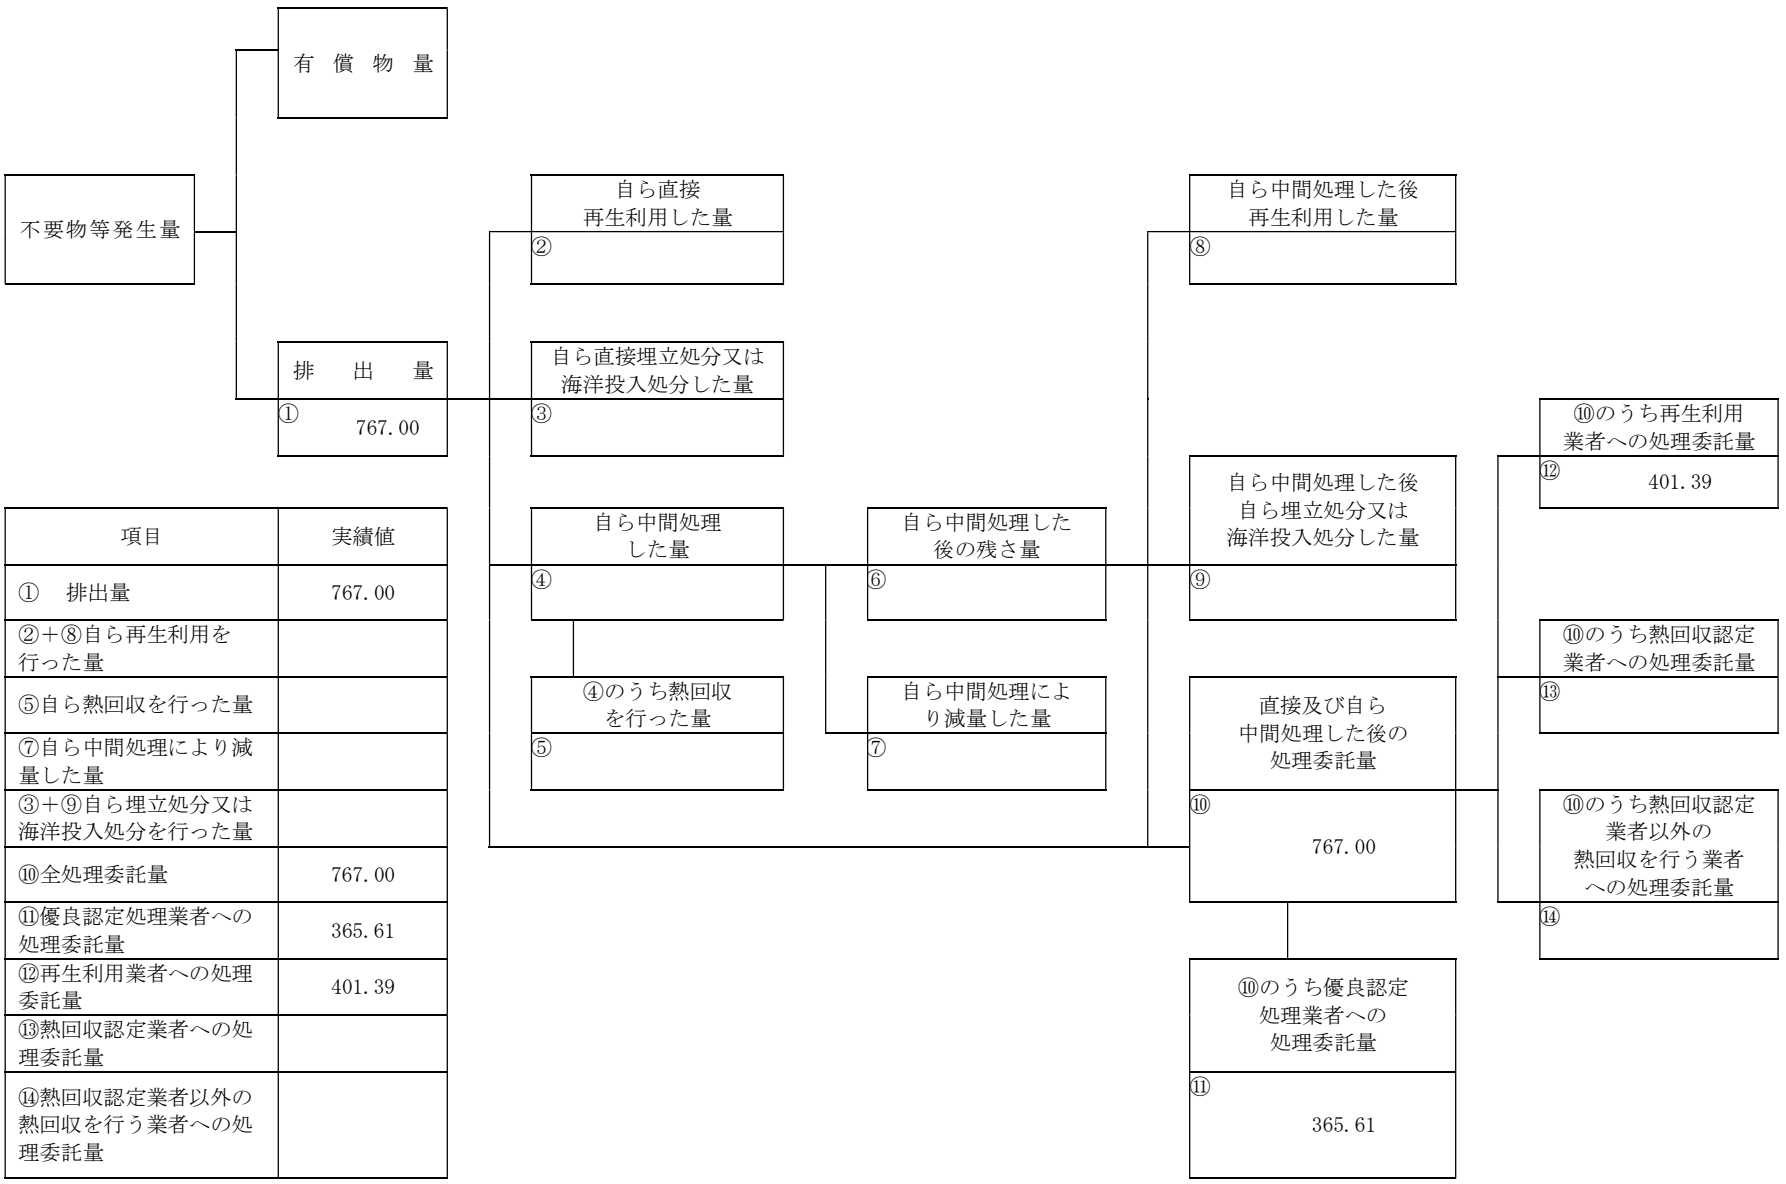 有償物量
不要物等発生量
自ら直接
再生利用した量
②
自ら中間処理した後
再生利用した量
⑧
排出量
①
767.00
自ら直接埋立処分又は
海洋投入処分した量
③
⑩のうち再生利用
業者への処理委託量
⑫
401.39
自ら中間処理した後
自ら埋立処分又は
海洋投入処分した量
⑨
自ら中間処理
した量
④
自ら中間処理した
後の残さ量
⑥
⑩のうち熱回収認定
業者への処理委託量
⑬
④のうち熱回収
を行った量
⑤
自ら中間処理によ
り減量した量
⑦
直接及び自ら
中間処理した後の
処理委託量
⑩
767.00
⑩のうち熱回収認定
業者以外の
熱回収を行う業者
への処理委託量
⑭
⑩のうち優良認定
処理業者への
処理委託量
⑪
365.61
項目 実績値
① 排出量 767.00
②＋⑧自ら再生利用を
行った量
⑤自ら熱回収を行った量
⑦自ら中間処理により減
量した量
③＋⑨自ら埋立処分又は
海洋投入処分を行った量
⑩全処理委託量 767.00
⑪優良認定処理業者への
処理委託量 365.61
⑫再生利用業者への処理
委託量 401.39
⑬熱回収認定業者への処
理委託量
⑭熱回収認定業者以外の
熱回収を行う業者への処
理委託量